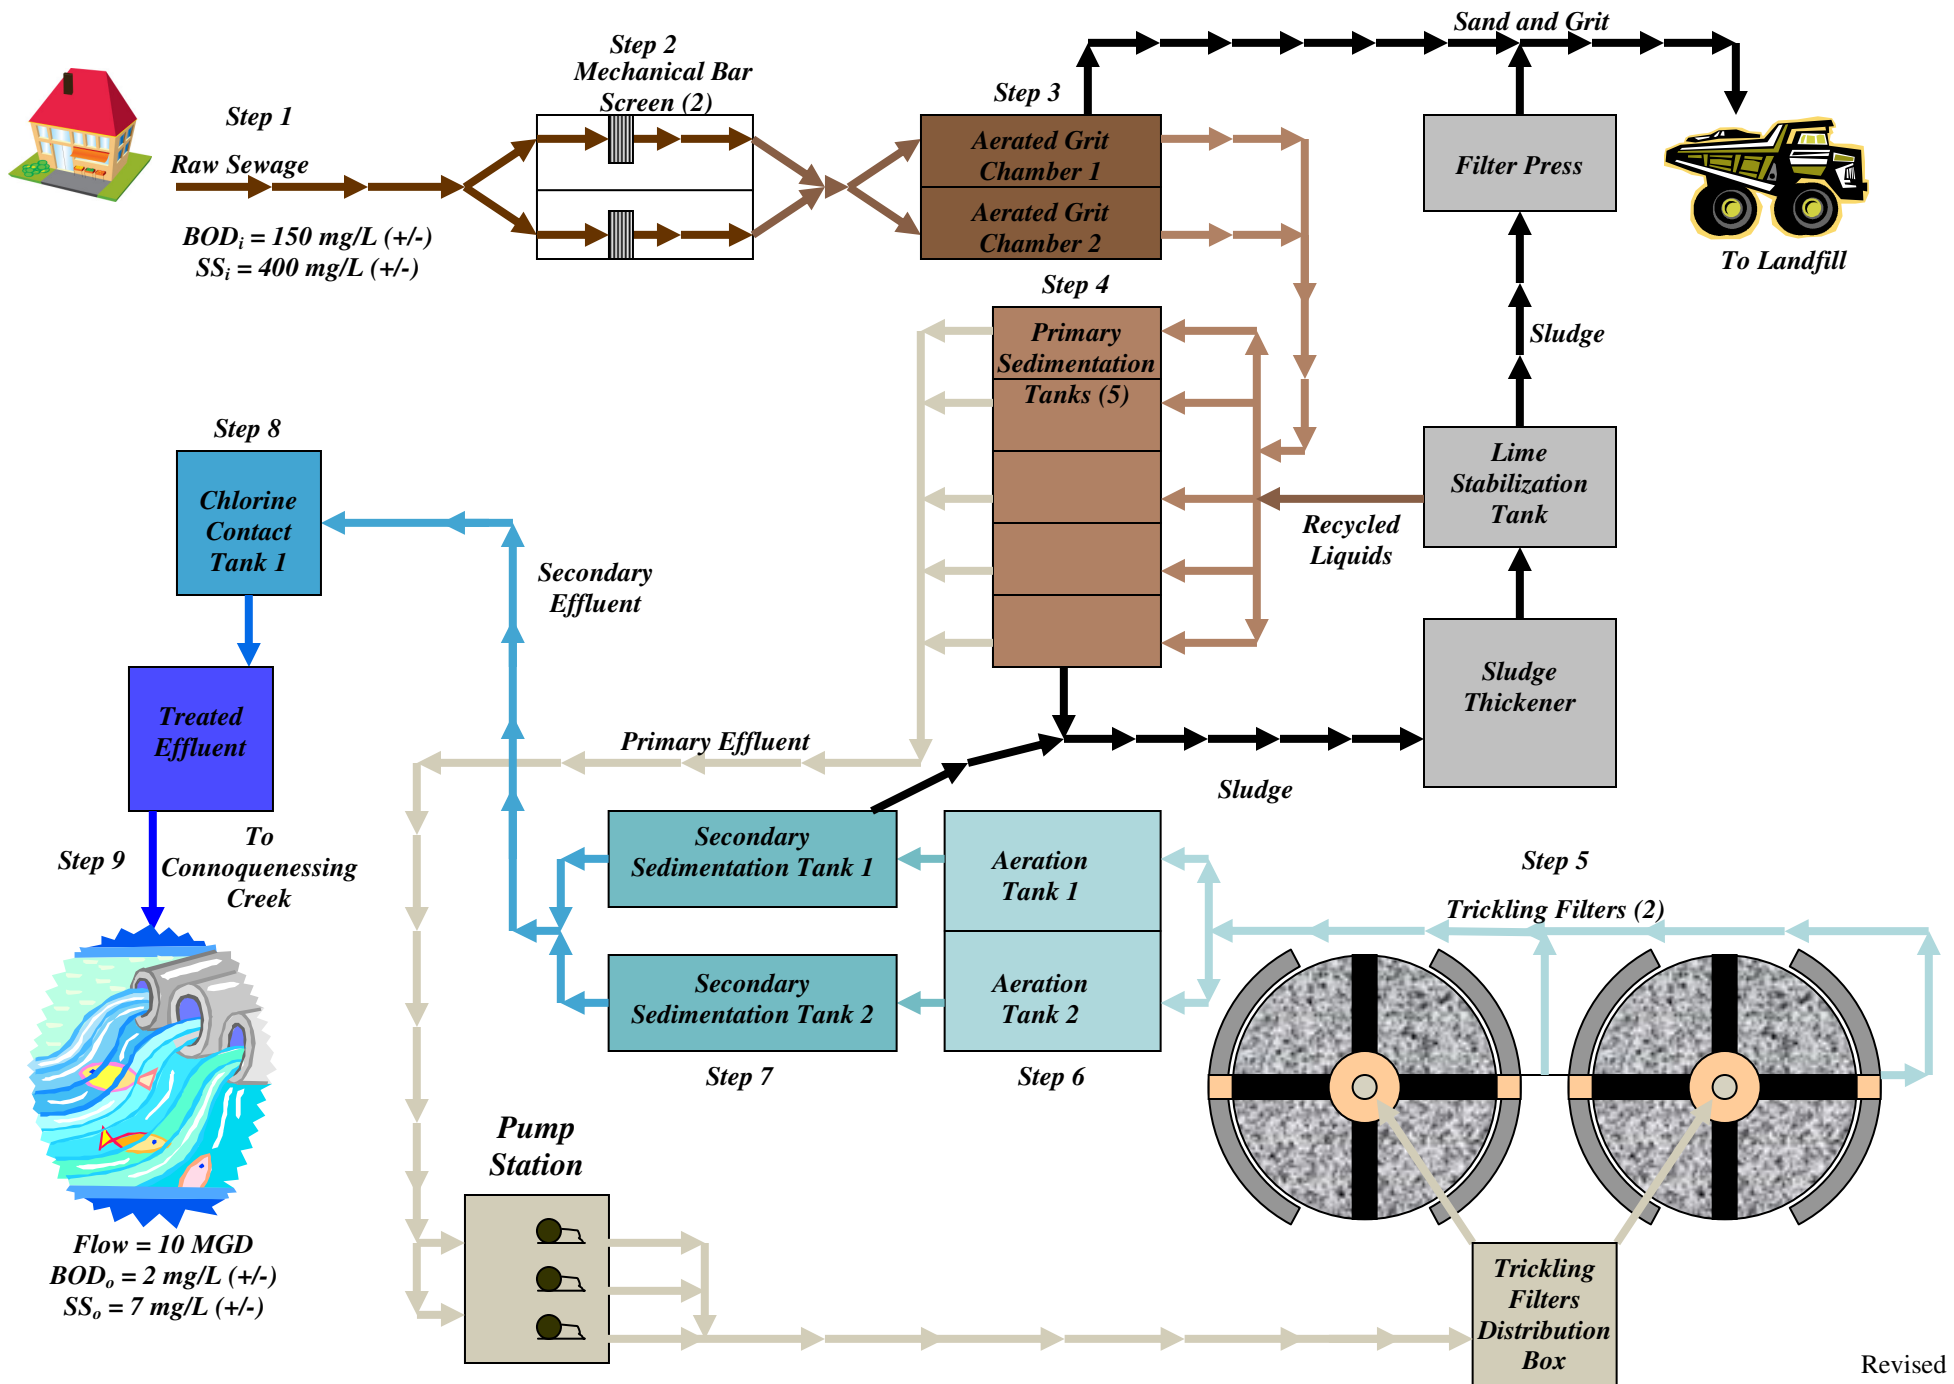 Sand and Grit
Step 2
Mechanical Bar
Screen (2)
Step 3
Step 1
Raw Sewage
BODi = 150 mg/L (+/-)
SSi = 400 mg/L (+/-)
Aerated Grit
Chamber 1
Aerated Grit
Chamber 2
Filter Press
To Landfill
Step 4
Primary
Sedimentation
Tanks (5)
Sludge
Step 8
Chlorine
Contact
Tank 1
Lime
Stabilization
Tank
Recycled
Liquids
Secondary
Effluent
Sludge
Thickener
Treated
Effluent
Primary Effluent
Sludge
Step 9
To
Connoquenessing
Creek
Secondary
Sedimentation Tank 1
Aeration
Tank 1
Step 5
Trickling Filters (2)
Secondary
Sedimentation Tank 2
Aeration
Tank 2
Step 7
Step 6
Pump
Station
Flow = 10 MGD
BODo = 2 mg/L (+/-)
SSo = 7 mg/L (+/-)
Trickling
Filters
Distribution
Box
Revised